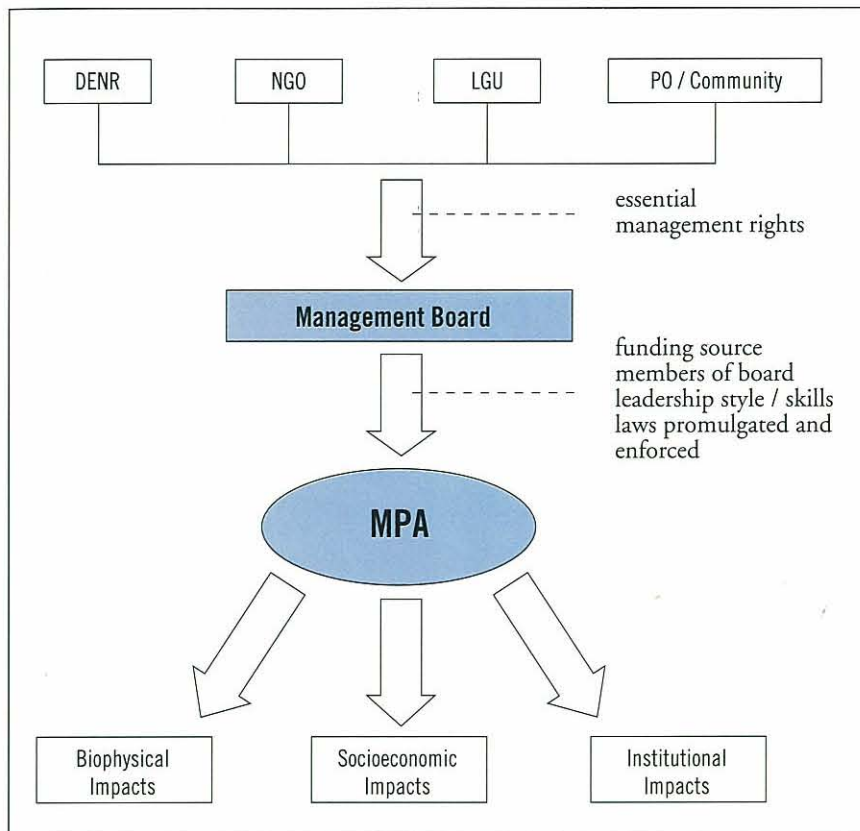 DENR
NGO
LGU
PO / Community
essential
management rights
Management Board
funding source
members of board
leadership style / skills
laws promulgated and
enforced
MPA
Biophysical
Impacts
Socioeconomic
Impacts
Institutional
Impacts